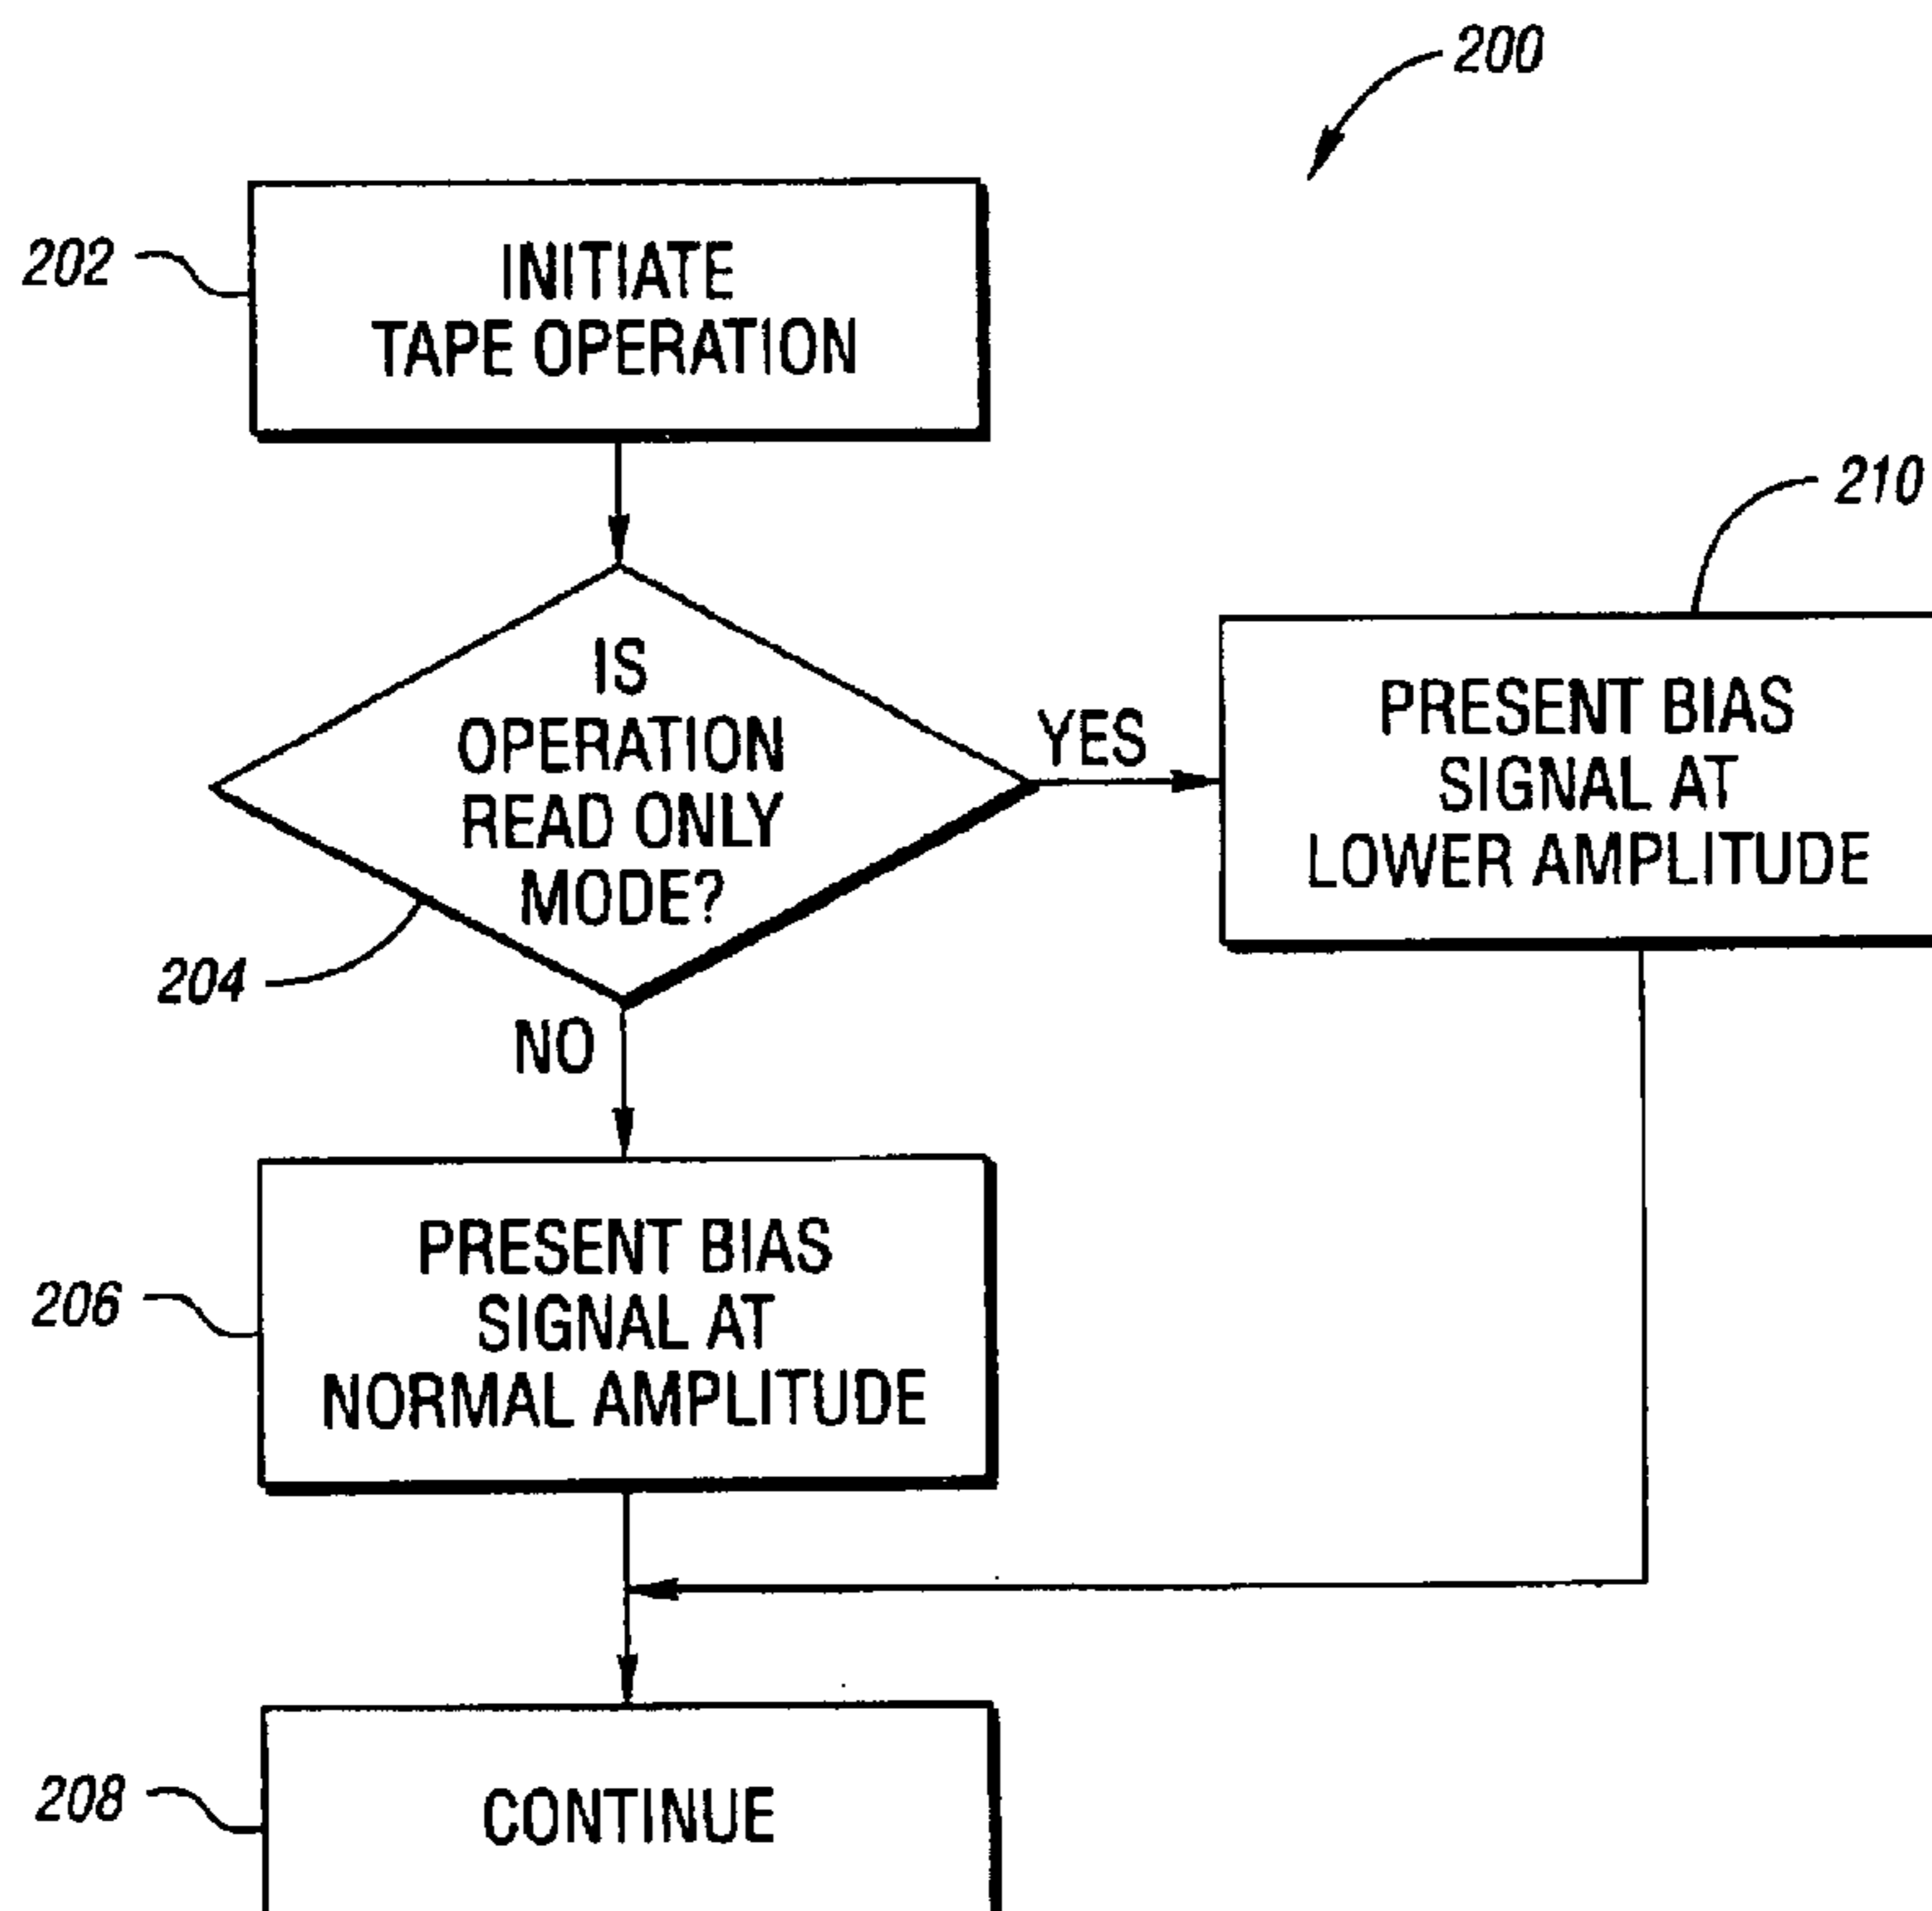 200
202
INITIATE
TAPE OPERATION
210
IS
OPERATION
READ ONLY
MODE?
YES
PRESENT BIAS
SIGNAL AT
LOWER AMPLITUDE
204
NO
206
PRESENT BIAS
SIGNAL AT
NORMAL AMPLITUDE
208
CONTINUE